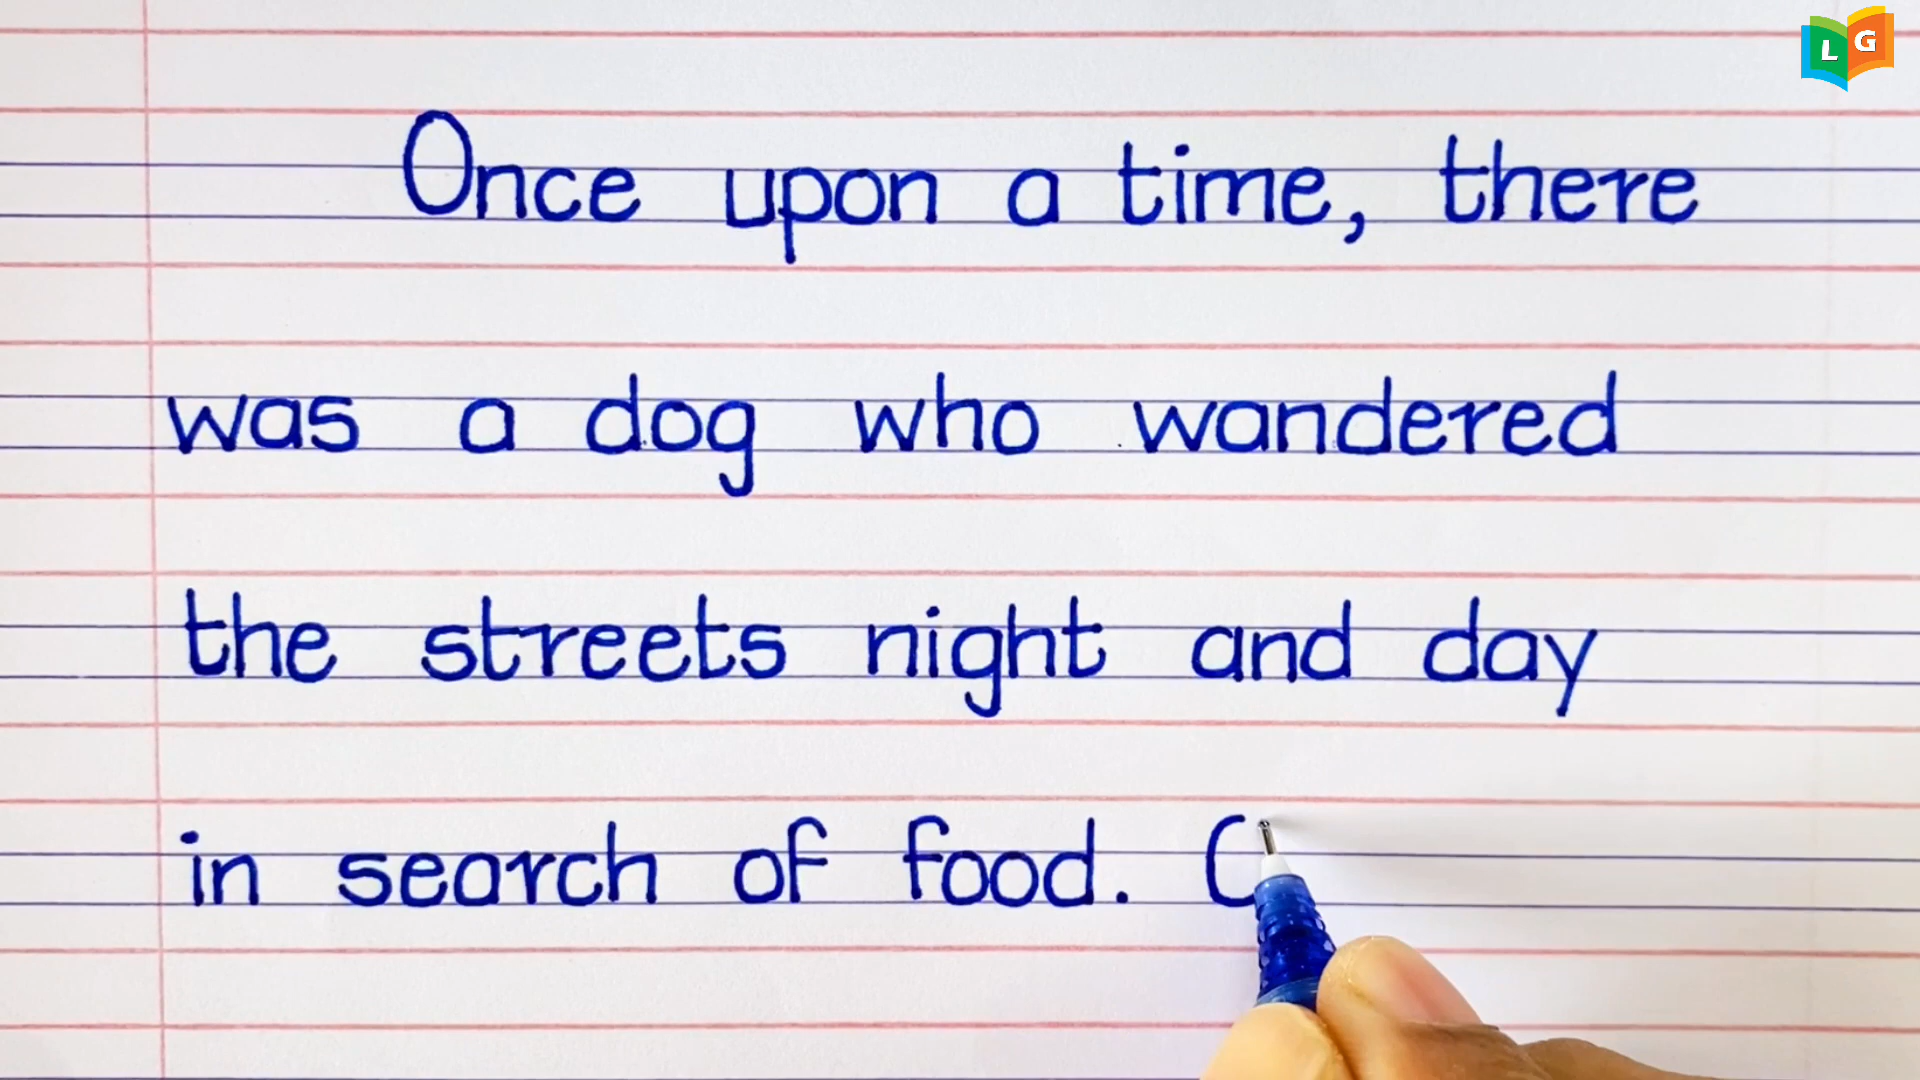 L G
Once upon a time, there
was a dog who wandered
the streets night and day
in search of food.